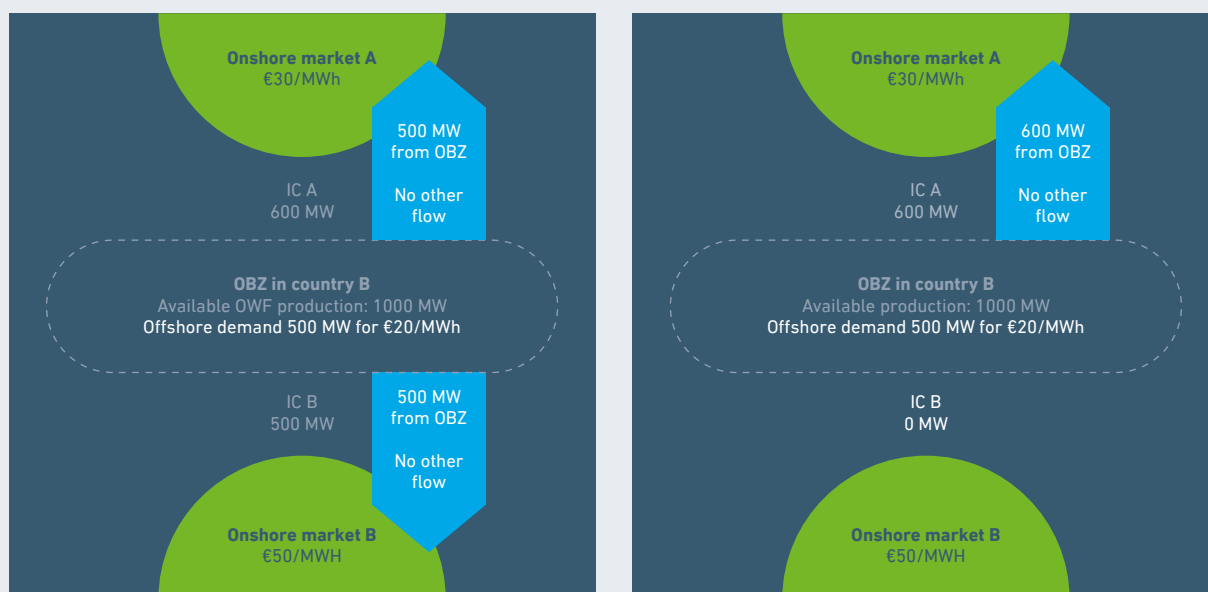 Onshore market A
€30/MWh
500 MW
from OBZ
No other
flow
IC A
600 MW
OBZ in country B
Available OWF production: 1000 MW
Offshore demand 500 MW for €20/MWh
IC B
500 MW
500 MW
from OBZ
No other
flow
Onshore market B
€50/MWH
Onshore market A
€30/MWh
600 MW
from OBZ
No other
flow
IC A
600 MW
OBZ in country B
Available production: 1000 MW
Offshore demand 500 MW for €20/MWh
IC B
0 MW
Onshore market B
€50/MWH